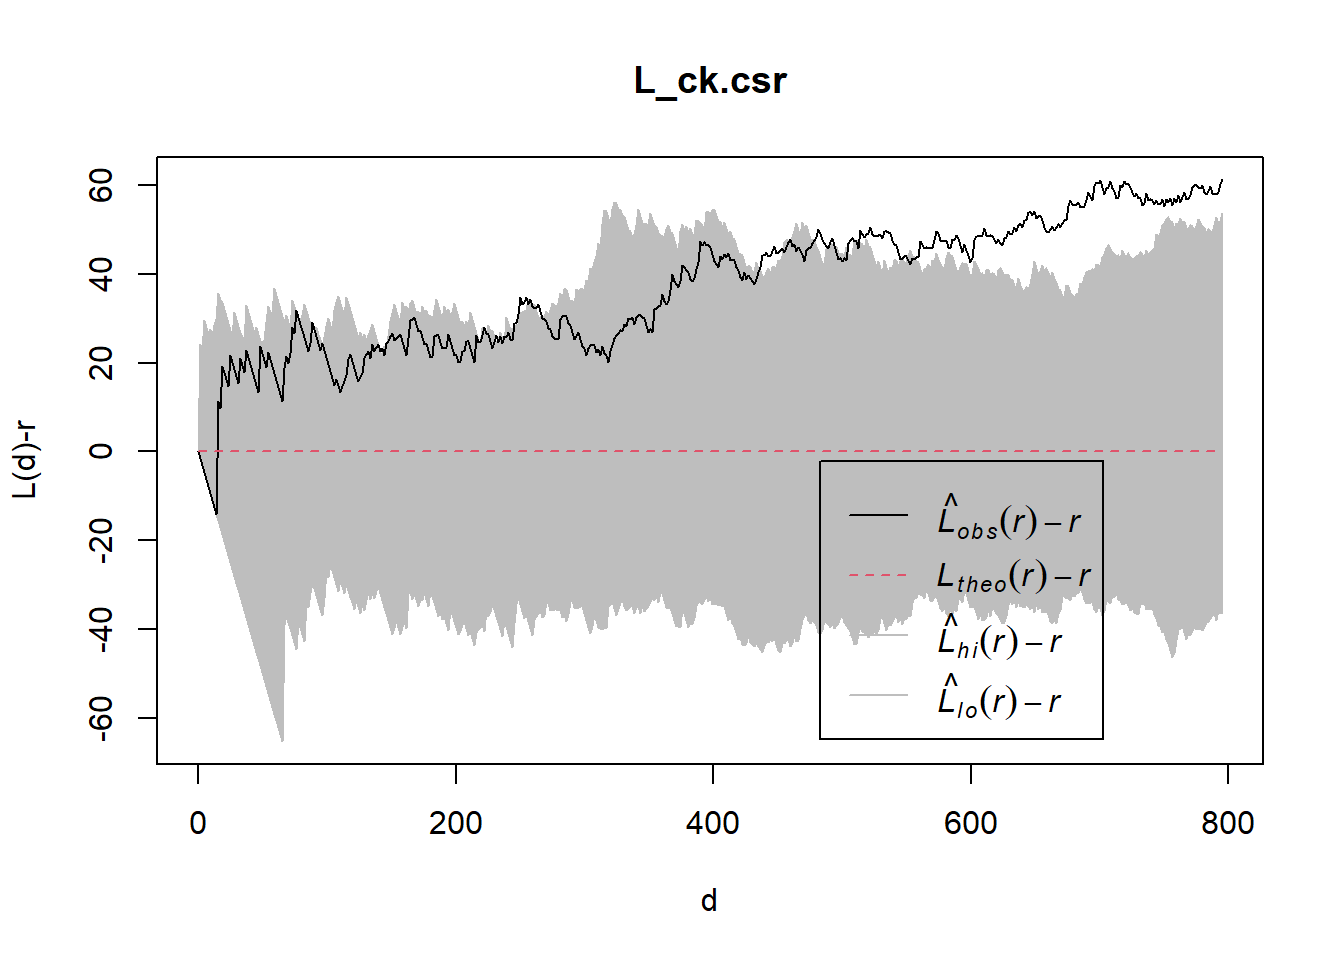 L_ck.csr
60
40
20
0
-20
-40
-60
L(d)-r
L̂obs(r) − r
Ltheo(r) − r
L̂hi(r) − r
L̂lo(r) − r
0 200 400 600 800
d